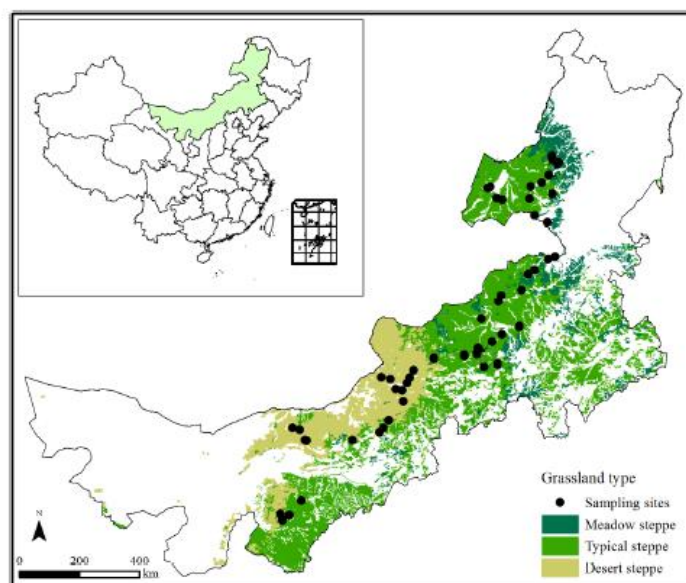 Grassland type
Sampling sites
Meadow steppe
Typical steppe
Desert steppe
N
0 200 400
km